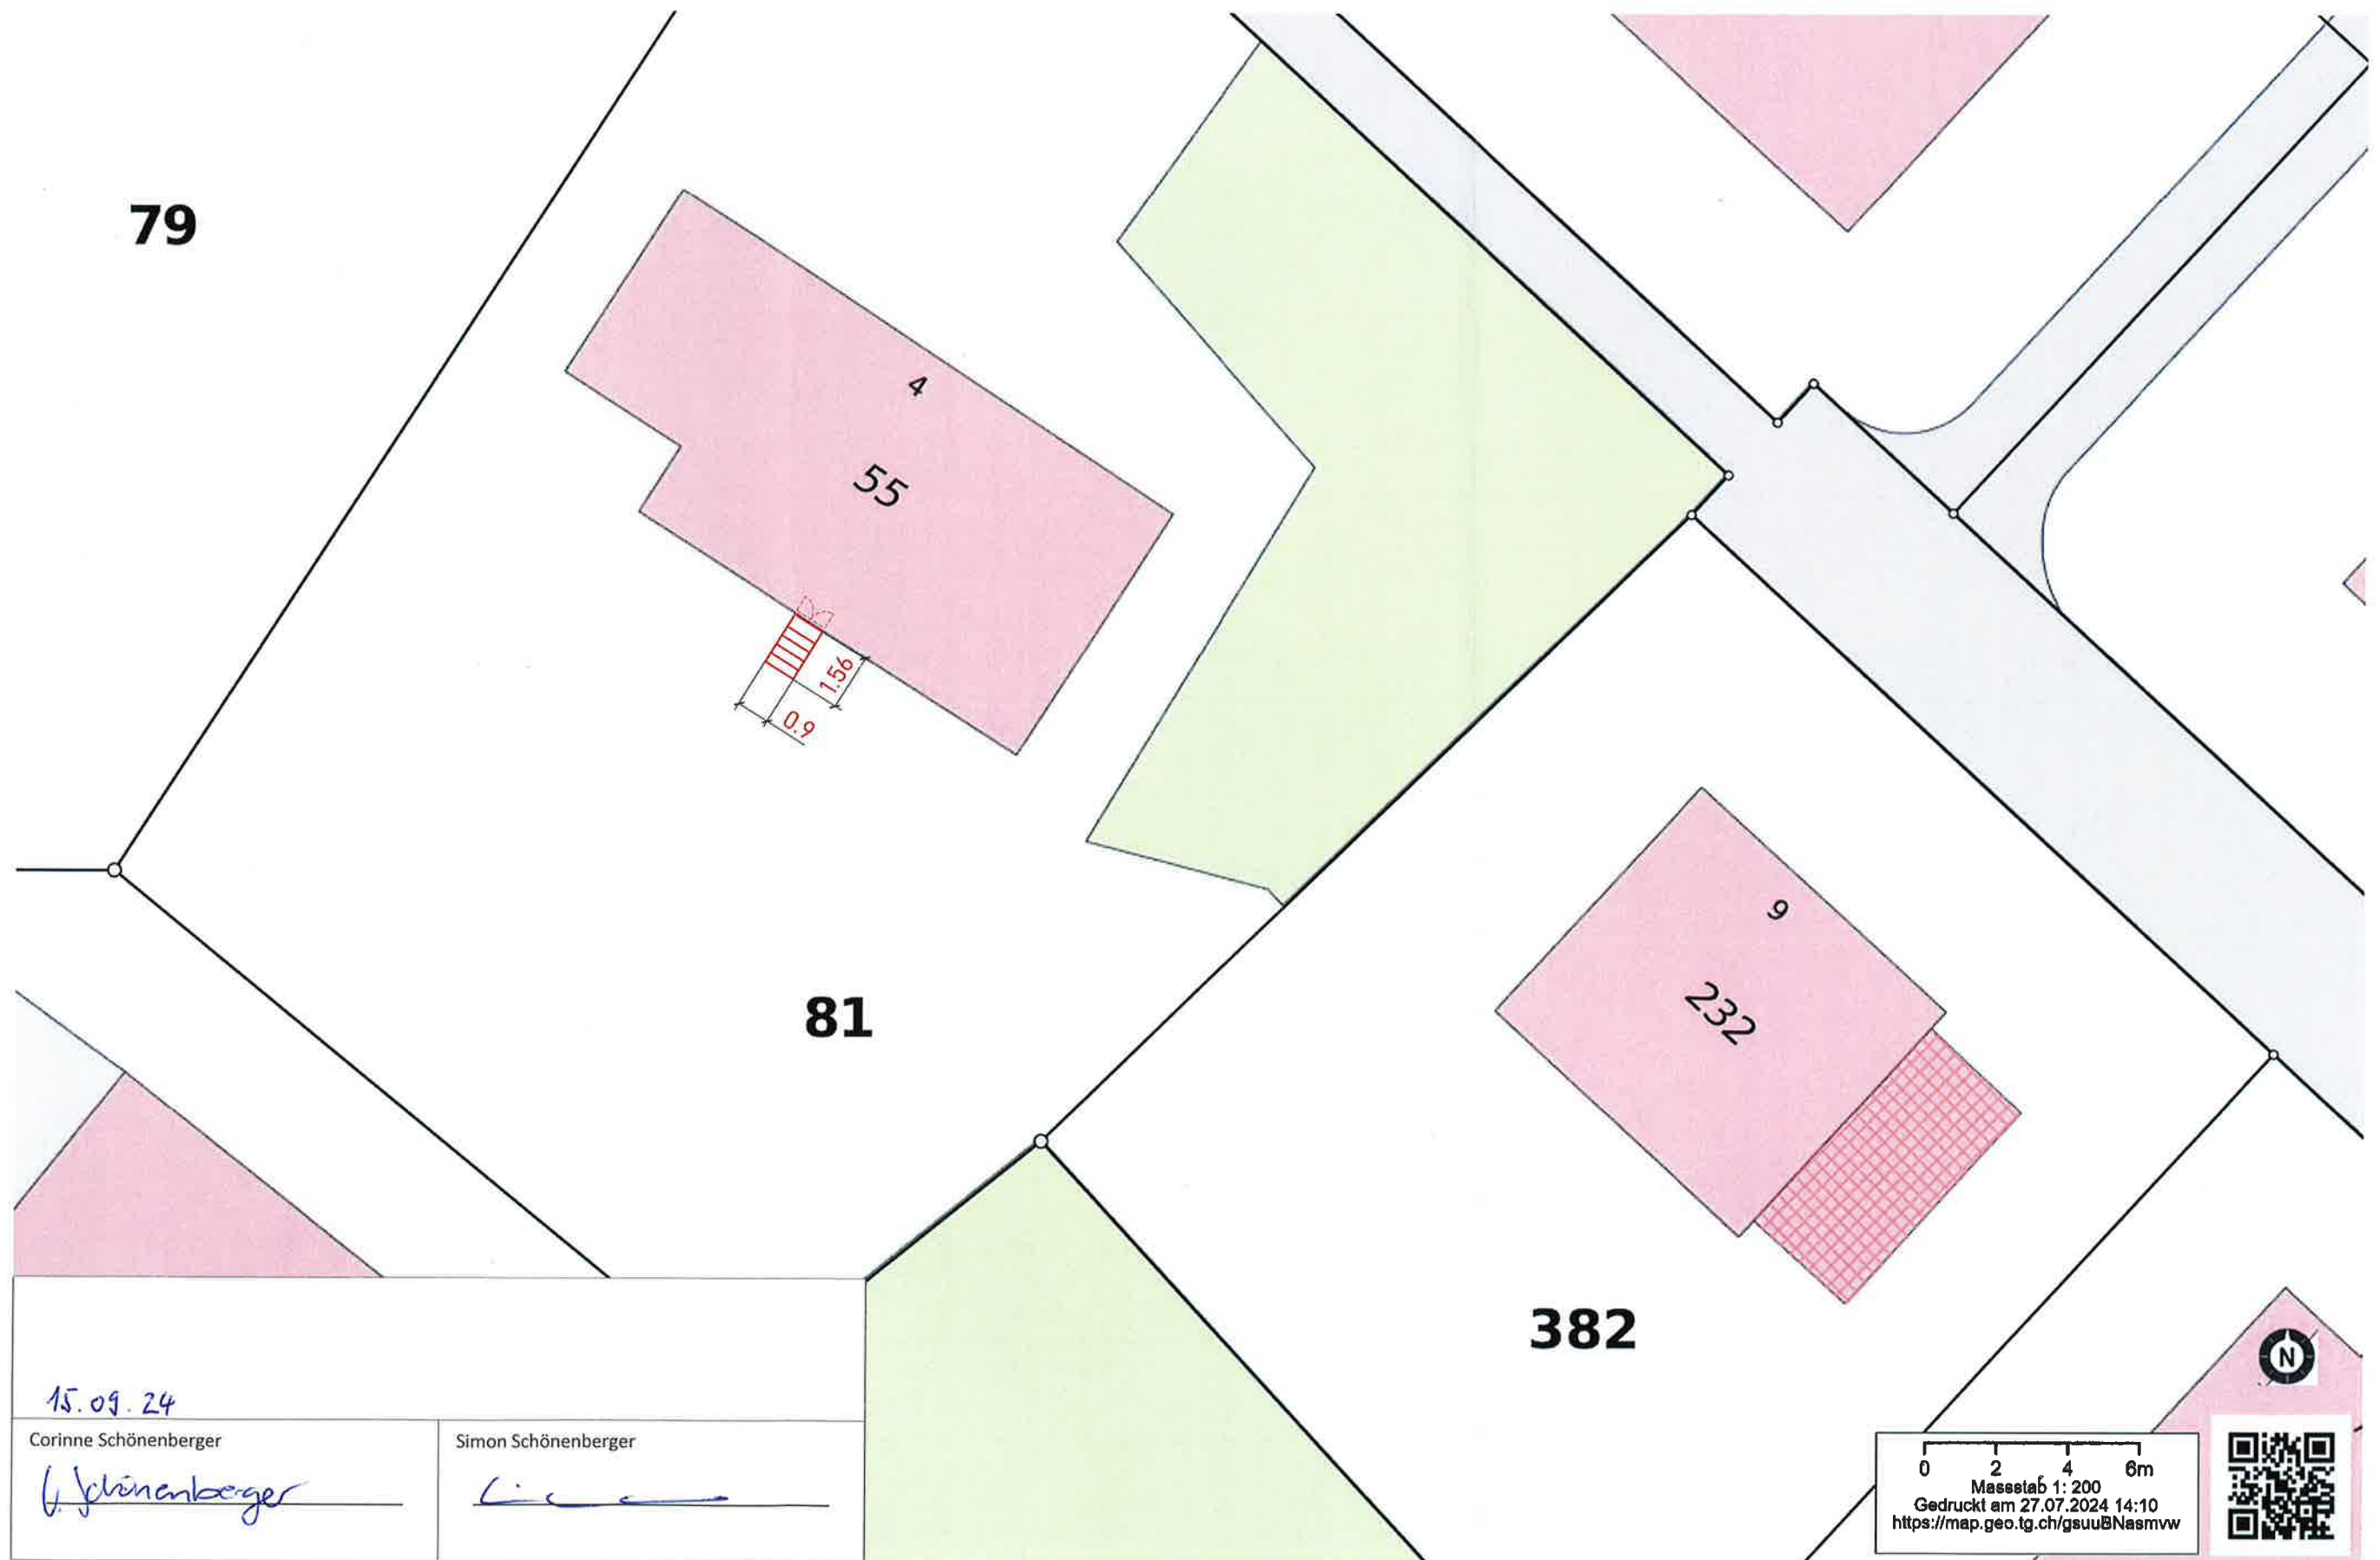 79
4
55
1.56
0.9
9
232
81
382
N
15.09.24
Corinne Schönenberger
Simon Schönenberger
C. Schönenberger
0 2 4 6m
Massstab 1: 200
Gedruckt am 27.07.2024 14:10
https://map.geo.tg.ch/gsuuBNasmvw